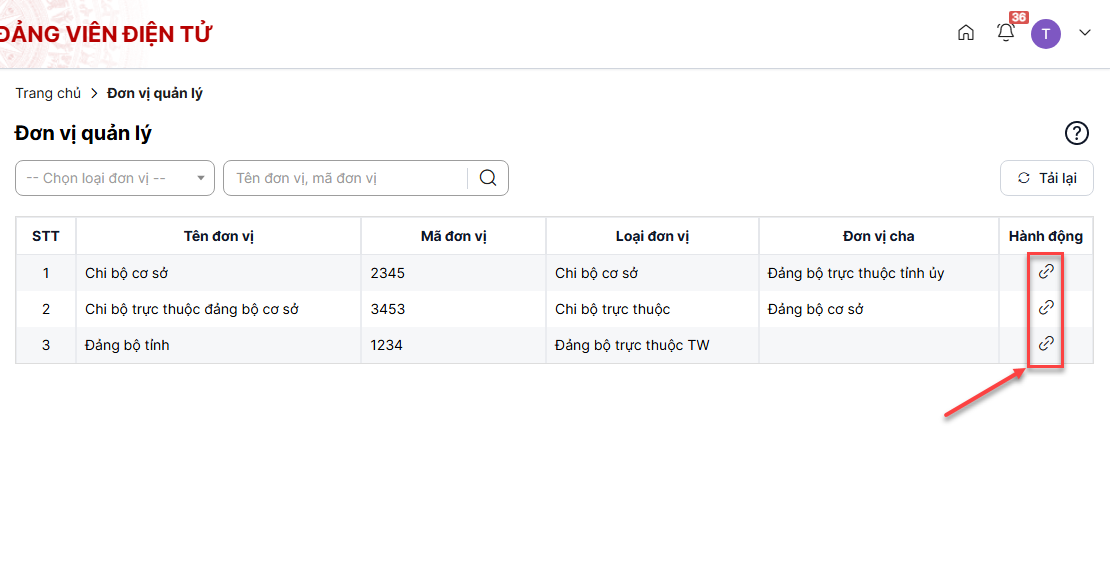 ĐẢNG VIÊN ĐIỆN TỬ
36
T
Trang chủ > Đơn vị quản lý
Đơn vị quản lý
?
-- Chọn loại đơn vị --
Tên đơn vị, mã đơn vị
Tải lại
STT Tên đơn vị Mã đơn vị Loại đơn vị Đơn vị cha Hành động
1 Chi bộ cơ sở 2345 Chi bộ cơ sở Đảng bộ trực thuộc tỉnh ủy
2 Chi bộ trực thuộc đảng bộ cơ sở 3453 Chi bộ trực thuộc Đảng bộ cơ sở
3 Đảng bộ tỉnh 1234 Đảng bộ trực thuộc TW